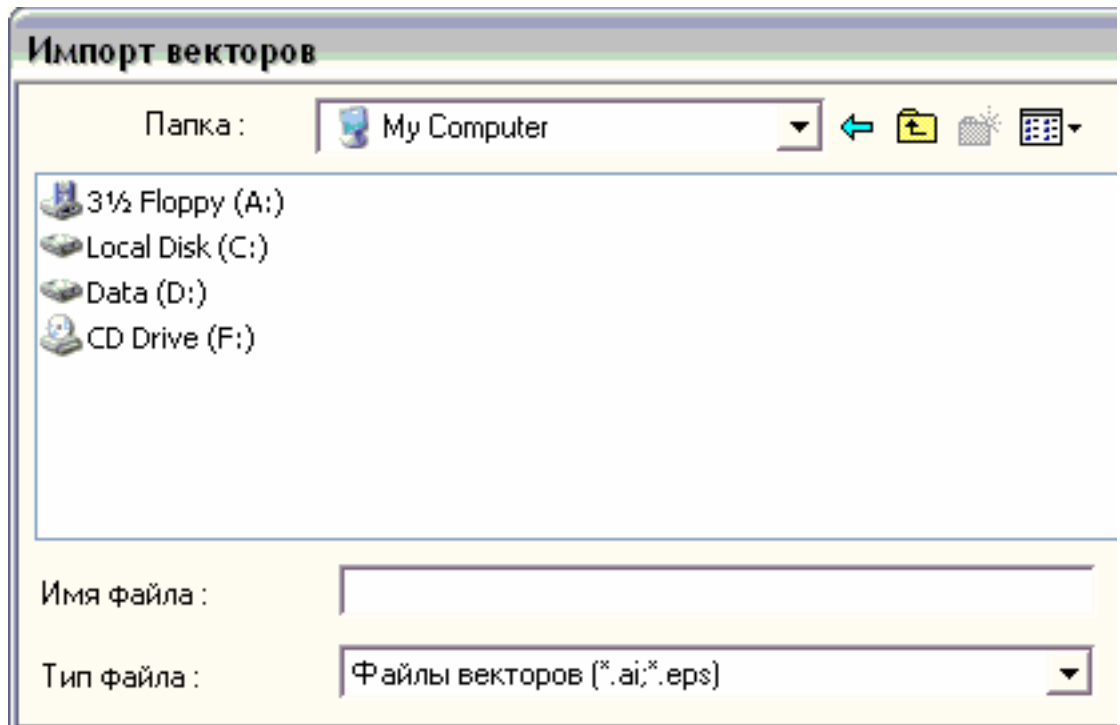 Импорт векторов
Папка : My Computer
3½ Floppy (A:)
Local Disk (C:)
Data (D:)
CD Drive (F:)
Имя файла :
Тип файла : Файлы векторов (*.ai;*.eps)